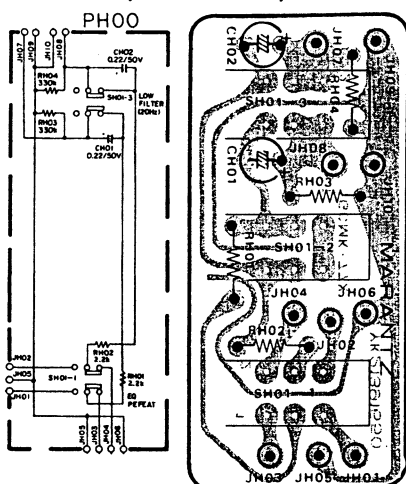 PH00
JH07
JH09
JH10
JH08
CH02
0.22/50V
RH04
330k
SH01-3
LOW
FILTER
(20Hz)
RH03
330k
CH01
0.22/50V
RH02
2.2k
JH02
JH05
JH01
SH01-1
RH01
2.2k
EQ
REPEAT
JH05
JH03
JH04
JH06
CH02
JH07
RH04
SH01-3
CH01
JH08
RH03
SH01-2
MARANTZ
JH04
JH06
RH02
JH02
SH01-1
JH03
JH05
JH01